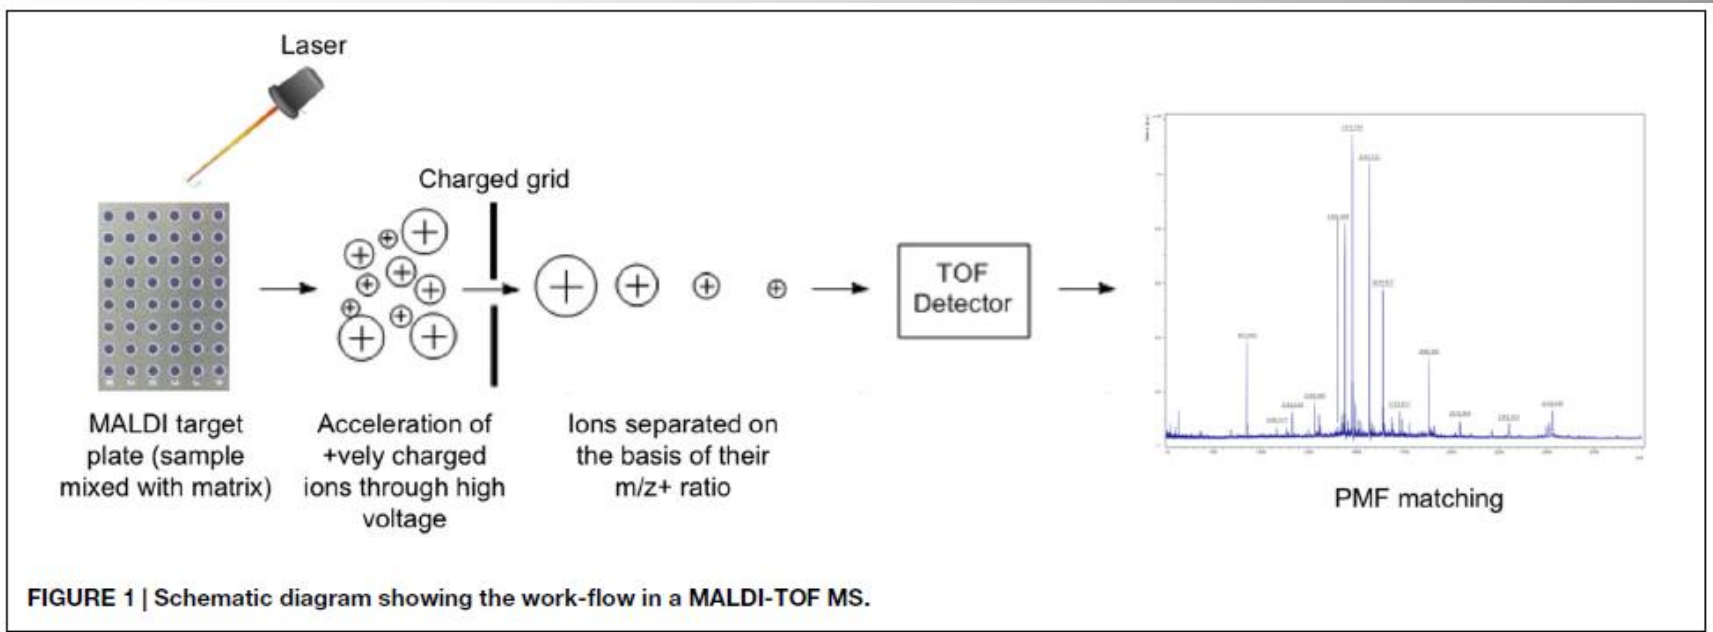 Laser
Charged grid
TOF
Detector
MALDI target
plate (sample
mixed with matrix)
Acceleration of
+vely charged
ions through high
voltage
Ions separated on
the basis of their
m/z+ ratio
PMF matching
FIGURE 1 | Schematic diagram showing the work-flow in a MALDI-TOF MS.